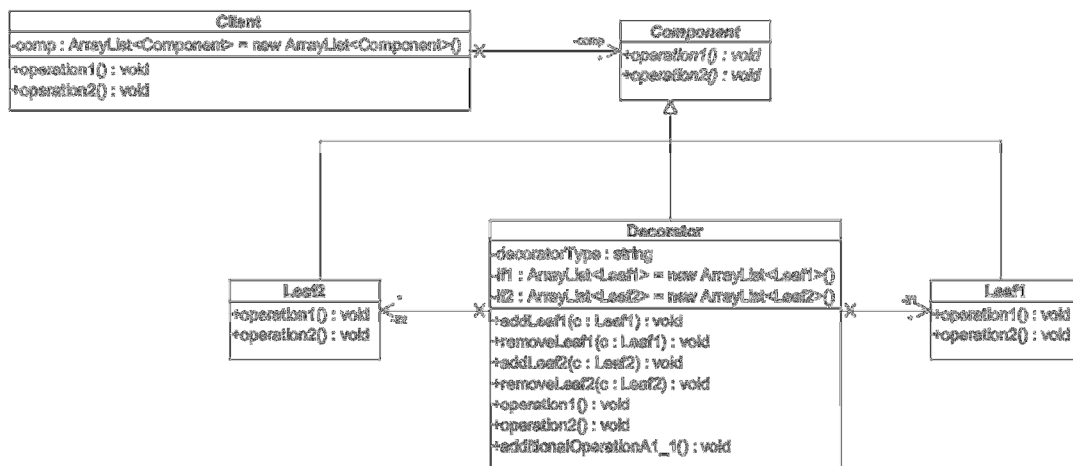 Client
-comp : ArrayList<Component> = new ArrayList<Component>()
+operation1() : void
+operation2() : void
-comp
*
Component
+operation1() : void
+operation2() : void
Decorator
-decoratorType : string
-lf1 : ArrayList<Leaf1> = new ArrayList<Leaf1>()
-lf2 : ArrayList<Leaf2> = new ArrayList<Leaf2>()
+addLeaf1(c : Leaf1) : void
+removeLeaf1(c : Leaf1) : void
+addLeaf2(c : Leaf2) : void
+removeLeaf2(c : Leaf2) : void
+operation1() : void
+operation2() : void
+additionalOperationA1_1() : void
Leaf2
+operation1() : void
+operation2() : void
*
-lf2
Leaf1
+operation1() : void
+operation2() : void
-lf1
*